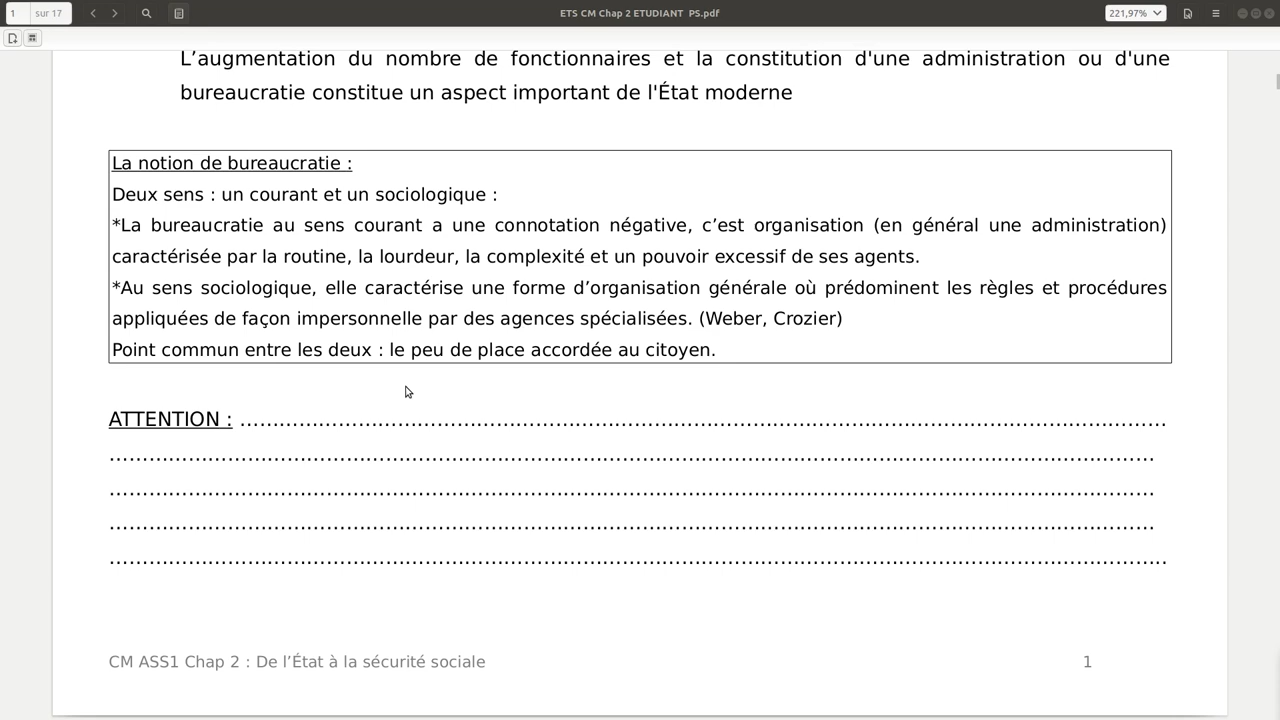 1 sur 17 ETS CM Chap 2 ETUDIANT PS.pdf 221,97%
L’augmentation du nombre de fonctionnaires et la constitution d'une administration ou d'une
bureaucratie constitue un aspect important de l'État moderne
La notion de bureaucratie :
Deux sens : un courant et un sociologique :
*La bureaucratie au sens courant a une connotation négative, c’est organisation (en général une administration)
caractérisée par la routine, la lourdeur, la complexité et un pouvoir excessif de ses agents.
*Au sens sociologique, elle caractérise une forme d’organisation générale où prédominent les règles et procédures
appliquées de façon impersonnelle par des agences spécialisées. (Weber, Crozier)
Point commun entre les deux : le peu de place accordée au citoyen.
ATTENTION : ……………………………………………………………………………………………………
……………………………………………………………………………………………………………………
……………………………………………………………………………………………………………………
……………………………………………………………………………………………………………………
……………………………………………………………………………………………………………………..
CM ASS1 Chap 2 : De l’État à la sécurité sociale 1